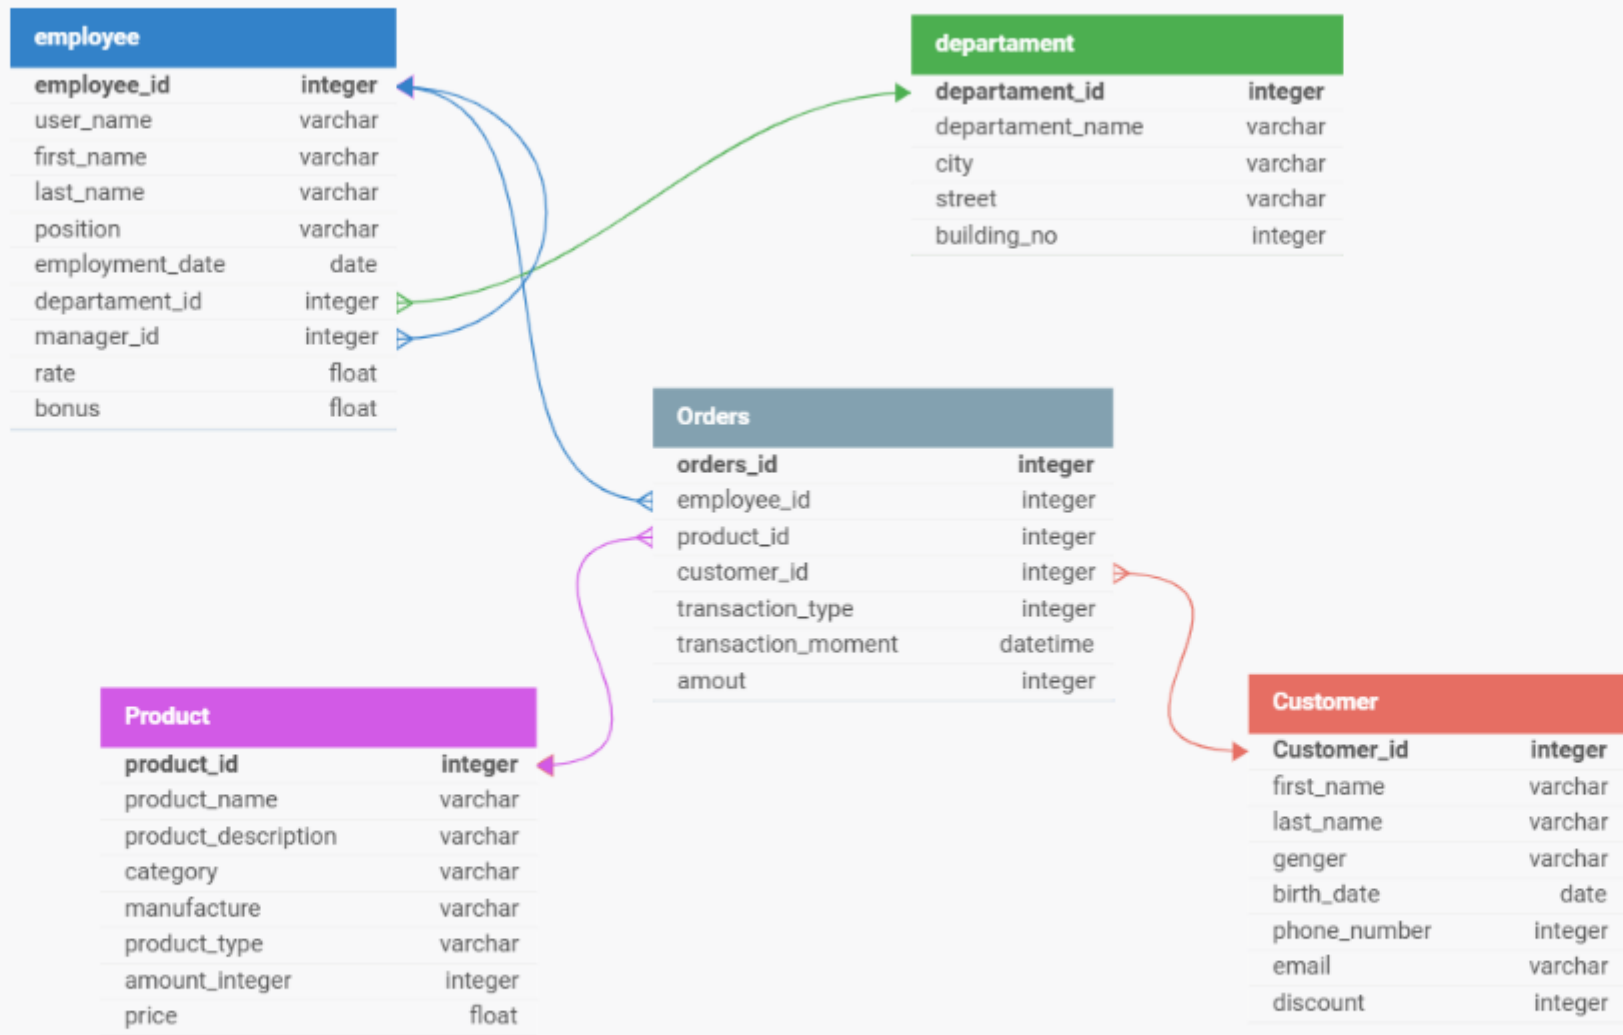 employee
employee_id integer
user_name varchar
first_name varchar
last_name varchar
position varchar
employment_date date
departament_id integer
manager_id integer
rate float
bonus float
departament
departament_id integer
departament_name varchar
city varchar
street varchar
building_no integer
Orders
orders_id integer
employee_id integer
product_id integer
customer_id integer
transaction_type integer
transaction_moment datetime
amout integer
Product
product_id integer
product_name varchar
product_description varchar
category varchar
manufacture varchar
product_type varchar
amount_integer integer
price float
Customer
Customer_id integer
first_name varchar
last_name varchar
genger varchar
birth_date date
phone_number integer
email varchar
discount integer